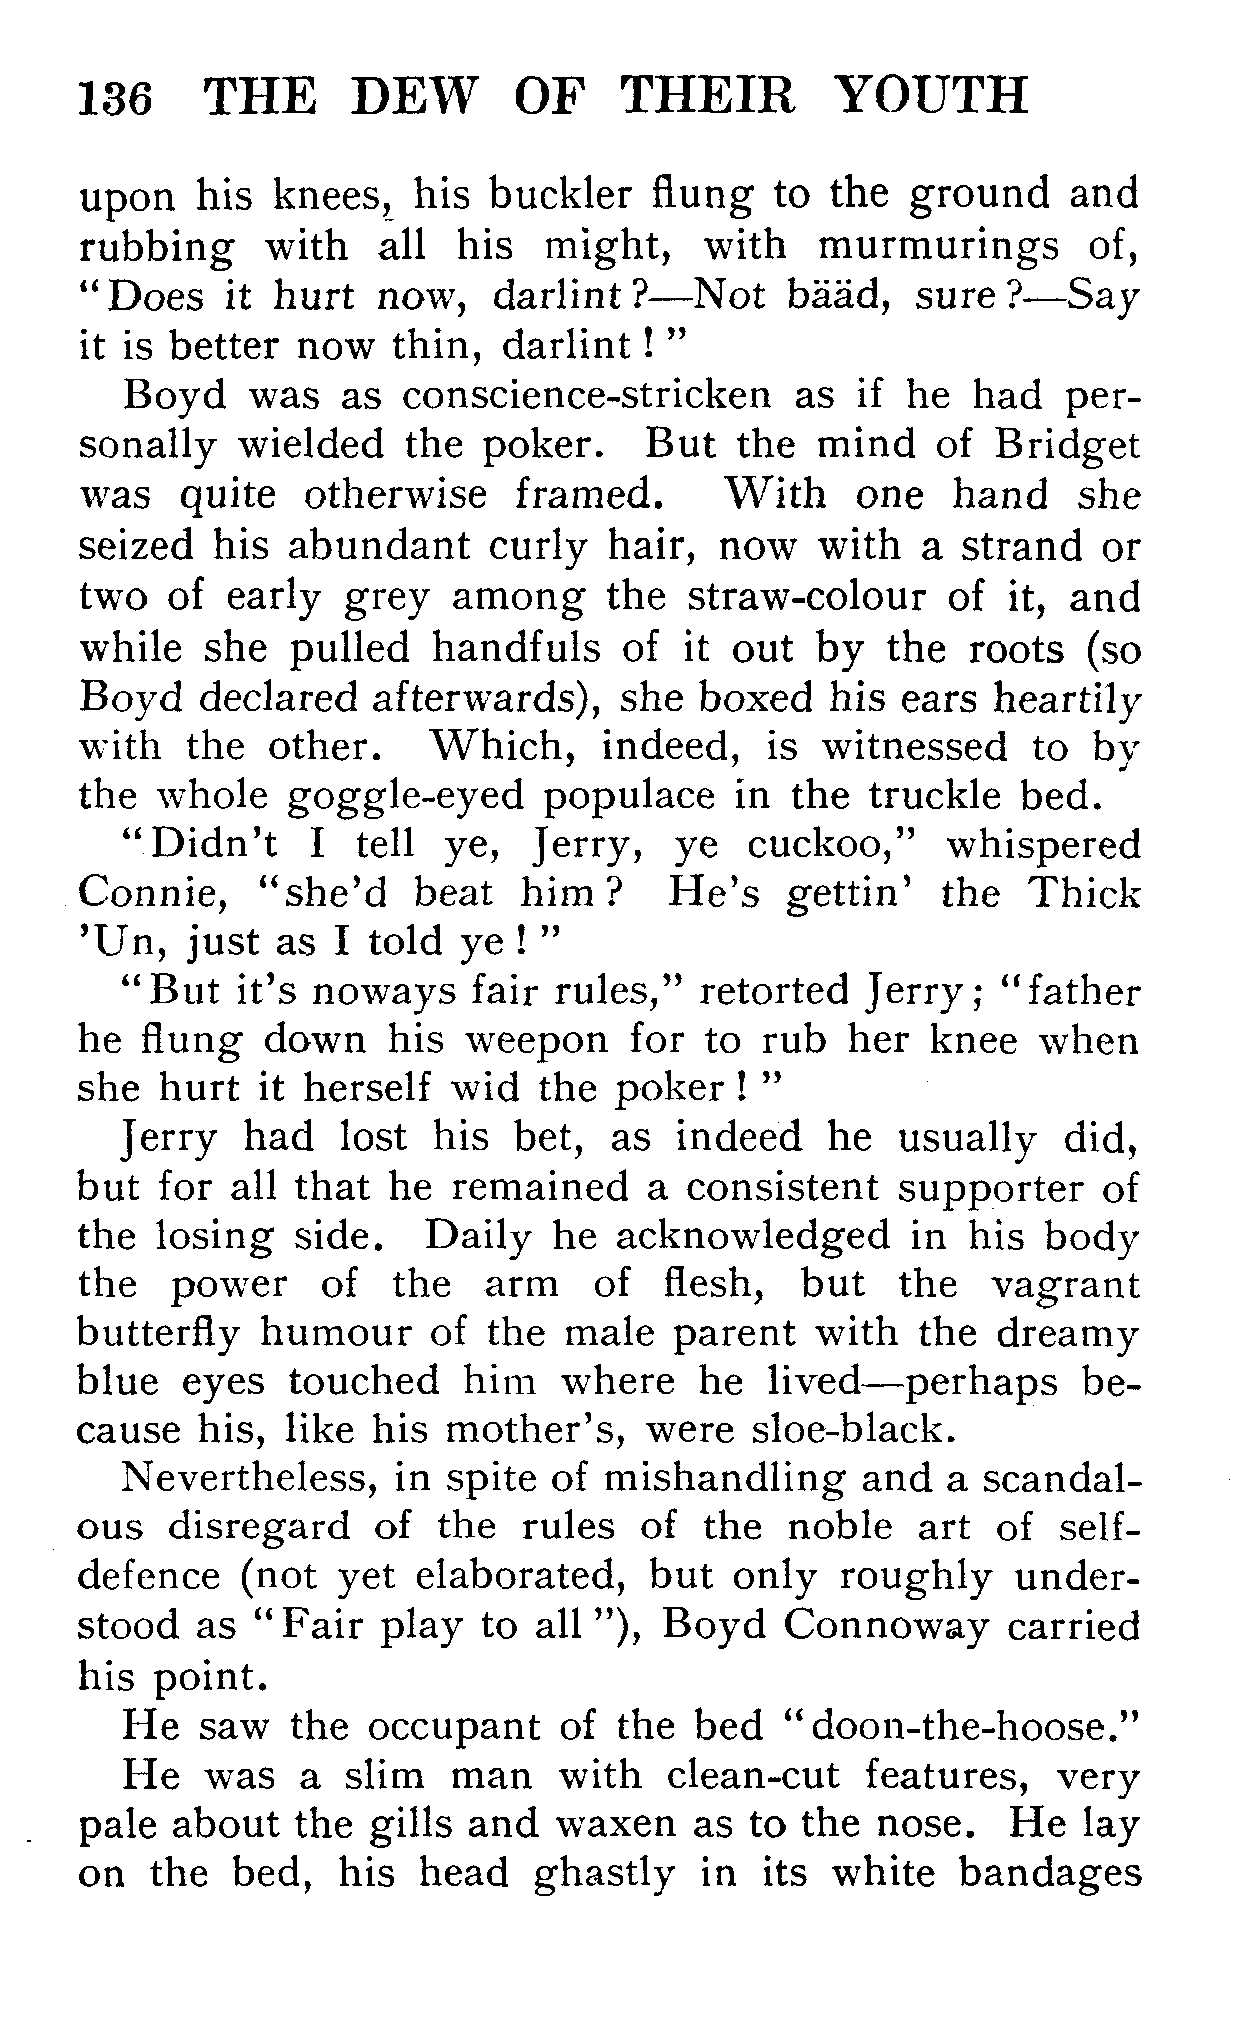 136 THE DEW OF THEIR YOUTH
upon his knees, his buckler flung to the ground and
rubbing with all his might, with murmurings of,
"Does it hurt now, darlint?—Not bääd, sure?—Say
it is better now thin, darlint!"
Boyd was as conscience-stricken as if he had per-
sonally wielded the poker. But the mind of Bridget
was quite otherwise framed. With one hand she
seized his abundant curly hair, now with a strand or
two of early grey among the straw-colour of it, and
while she pulled handfuls of it out by the roots (so
Boyd declared afterwards), she boxed his ears heartily
with the other. Which, indeed, is witnessed to by
the whole goggle-eyed populace in the truckle bed.
"Didn't I tell ye, Jerry, ye cuckoo," whispered
Connie, "she'd beat him? He's gettin' the Thick
'Un, just as I told ye!"
"But it's noways fair rules," retorted Jerry; "father
he flung down his weepon for to rub her knee when
she hurt it herself wid the poker!"
Jerry had lost his bet, as indeed he usually did,
but for all that he remained a consistent supporter of
the losing side. Daily he acknowledged in his body
the power of the arm of flesh, but the vagrant
butterfly humour of the male parent with the dreamy
blue eyes touched him where he lived—perhaps be-
cause his, like his mother's, were sloe-black.
Nevertheless, in spite of mishandling and a scandal-
ous disregard of the rules of the noble art of self-
defence (not yet elaborated, but only roughly under-
stood as "Fair play to all"), Boyd Connoway carried
his point.
He saw the occupant of the bed "doon-the-hoose."
He was a slim man with clean-cut features, very
pale about the gills and waxen as to the nose. He lay
on the bed, his head ghastly in its white bandages